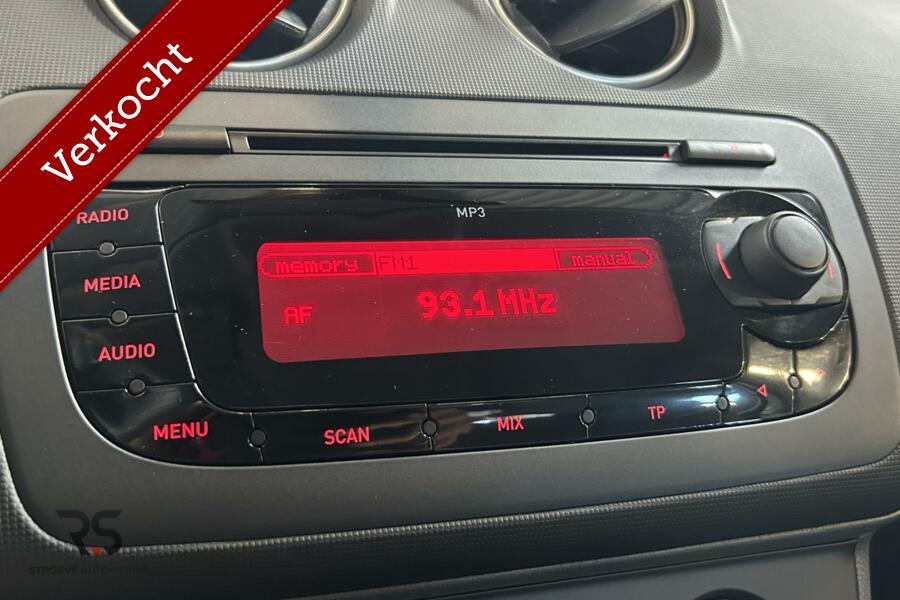 Verkocht
MP3
RADIO
MEDIA
AUDIO
MENU
memory FM1 manual
AF 93.1 MHz
SCAN MIX TP
RS
STROEVE AUTOMOTIVE